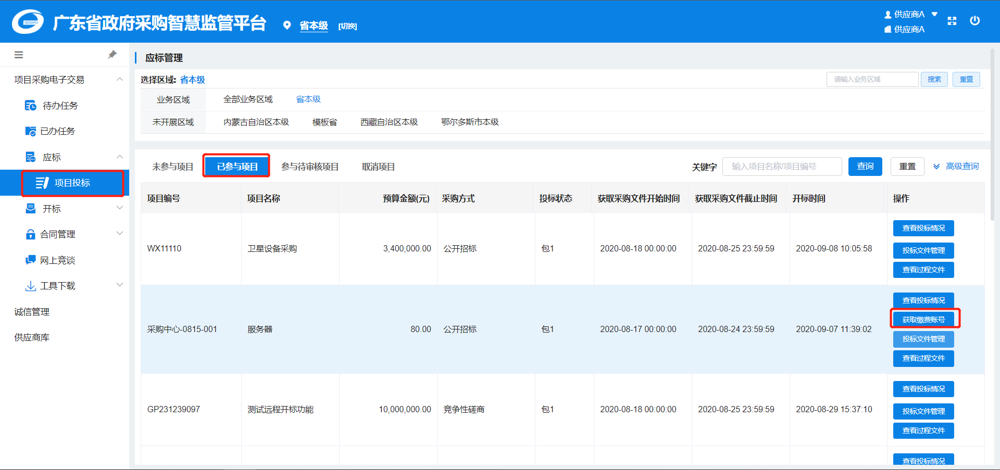 GDGPO
广东省政府采购智慧监管平台
省本级
[切换]
供应商A
供应商A
项目采购电子交易
待办任务
已办任务
应标
项目投标
开标
合同管理
网上竞谈
工具下载
诚信管理
供应商库
应标管理
选择区域: 省本级
请输入业务区域
搜索
重置
业务区域
全部业务区域
省本级
未开展区域
内蒙古自治区本级
模板省
西藏自治区本级
鄂尔多斯市本级
未参与项目
已参与项目
参与待审核项目
取消项目
关键字
输入项目名称/项目编号
查询
重置
高级查询
项目编号
项目名称
预算金额(元)
采购方式
投标状态
获取采购文件开始时间
获取采购文件截止时间
开标时间
操作
WX11110
卫星设备采购
3,400,000.00
公开招标
包1
2020-08-18 00:00:00
2020-08-25 23:59:59
2020-09-08 10:05:58
查看投标情况
投标文件管理
查看过程文件
采购中心-0815-001
服务器
80.00
公开招标
包1
2020-08-17 00:00:00
2020-08-24 23:59:59
2020-09-07 11:39:02
查看投标情况
获取缴费账号
投标文件管理
查看过程文件
GP231239097
测试远程开标功能
10,000,000.00
竞争性磋商
包1
2020-08-18 00:00:00
2020-08-25 23:59:59
2020-08-29 15:37:10
查看投标情况
投标文件管理
查看过程文件
查看投标情况